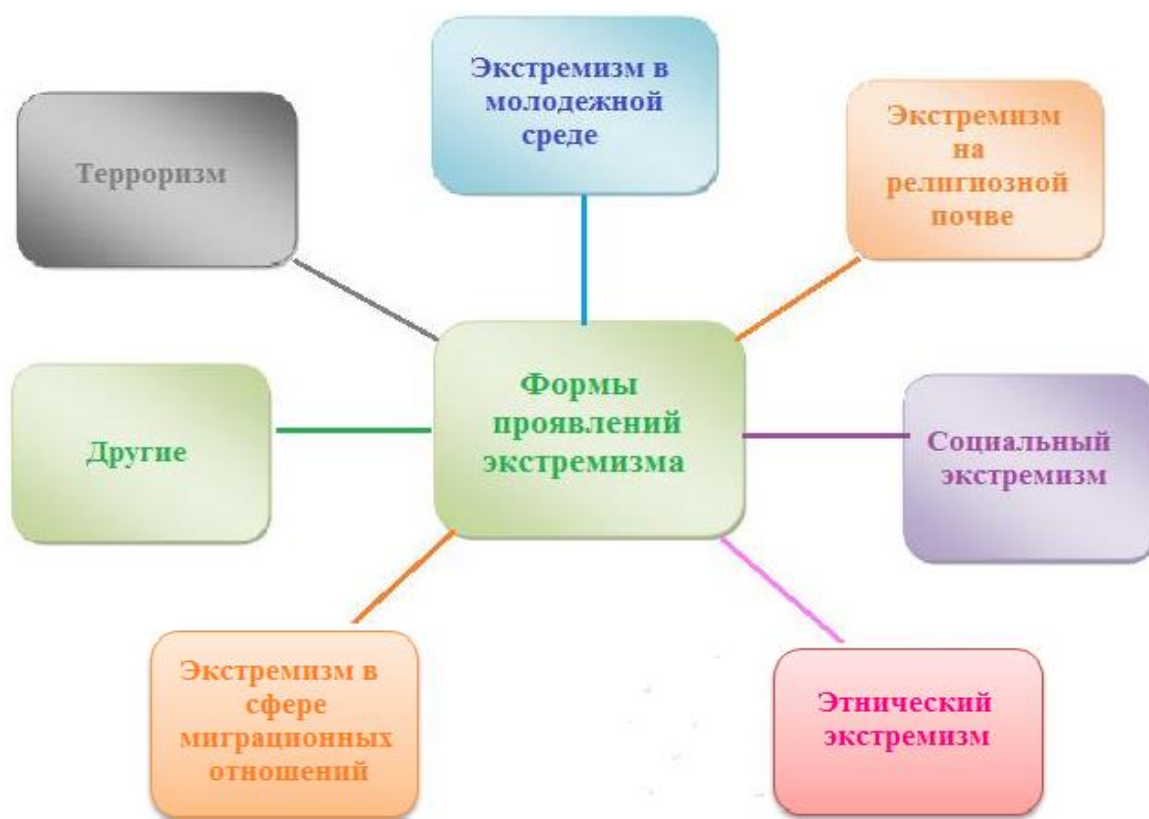 Экстремизм в
молодежной
среде
Терроризм
Экстремизм
на
религиозной
почве
Формы
проявлений
экстремизма
Другие
Социальный
экстремизм
Экстремизм в
сфере
миграционных
отношений
Этнический
экстремизм